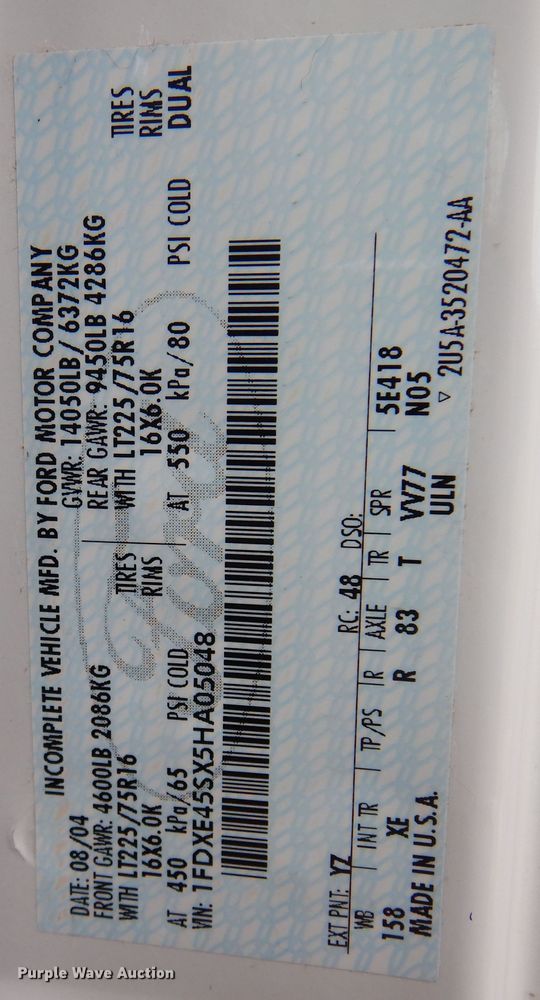 INCOMPLETE VEHICLE MFD. BY FORD MOTOR COMPANY
DATE: 08/04 GVWR: 14050LB/ 6372KG
FRONT GAWR: 4600LB 2086KG REAR GAWR: 9450LB 4286KG
WITH LT225/75R16 TIRES WITH LT225/75R16 TIRES
16X6.0K RIMS 16X6.0K RIMS
AT 450 kPa/65 PSI COLD AT 550 kPa/80 PSI COLD DUAL
VIN: 1FDXE45SX5HA05048
Ford
EXT PNT: YZ RC: 48 DSO:
WB INT TR TP/PS R AXLE TR SPR
158 XE R 83 T VV77 5E418
MADE IN U.S.A. ULN N05
▽ 2U5A-3520472-AA
Purple Wave Auction